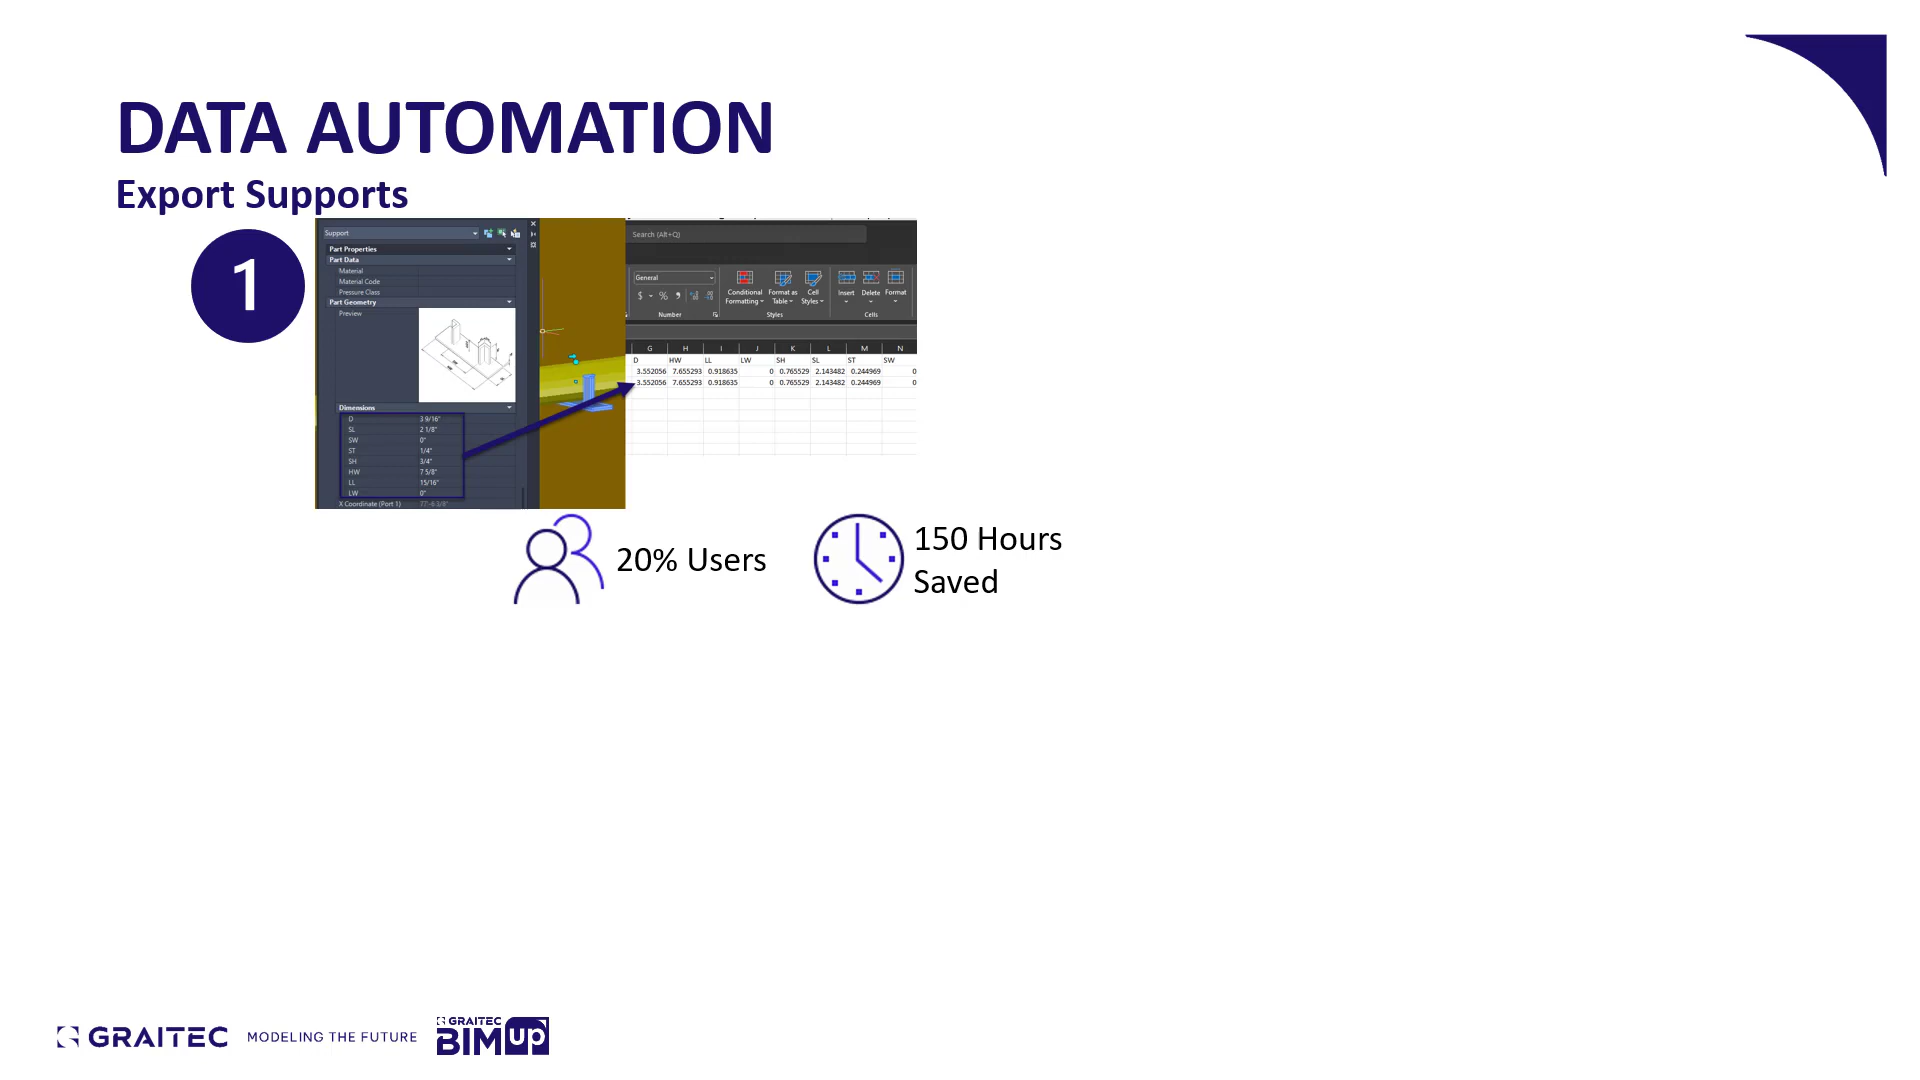 DATA AUTOMATION
Export Supports
1
Support
Part Properties
Part Data
Material
Material Code
Pressure Class
Part Geometry
Preview
Dimensions
D 3 9/16"
SL 2 1/8"
SW 0"
ST 1/4"
SH 3/4"
HW 7 5/8"
LL 15/16"
LW 0"
X Coordinate (Port 1)
Search (Alt+Q)
General
$ % 
Conditional Formatting
Format as Table
Cell Styles
Insert Delete Format
Number Styles Cells
G H I J K L M N
D HW LL LW SH SL ST SW
3.552056 7.655293 0.918635 0 0.765529 2.143482 0.244969 0
3.552056 7.655293 0.918635 0 0.765529 2.143482 0.244969 0
20% Users
150 Hours
Saved
GRAITEC MODELING THE FUTURE
GRAITEC
BIMup